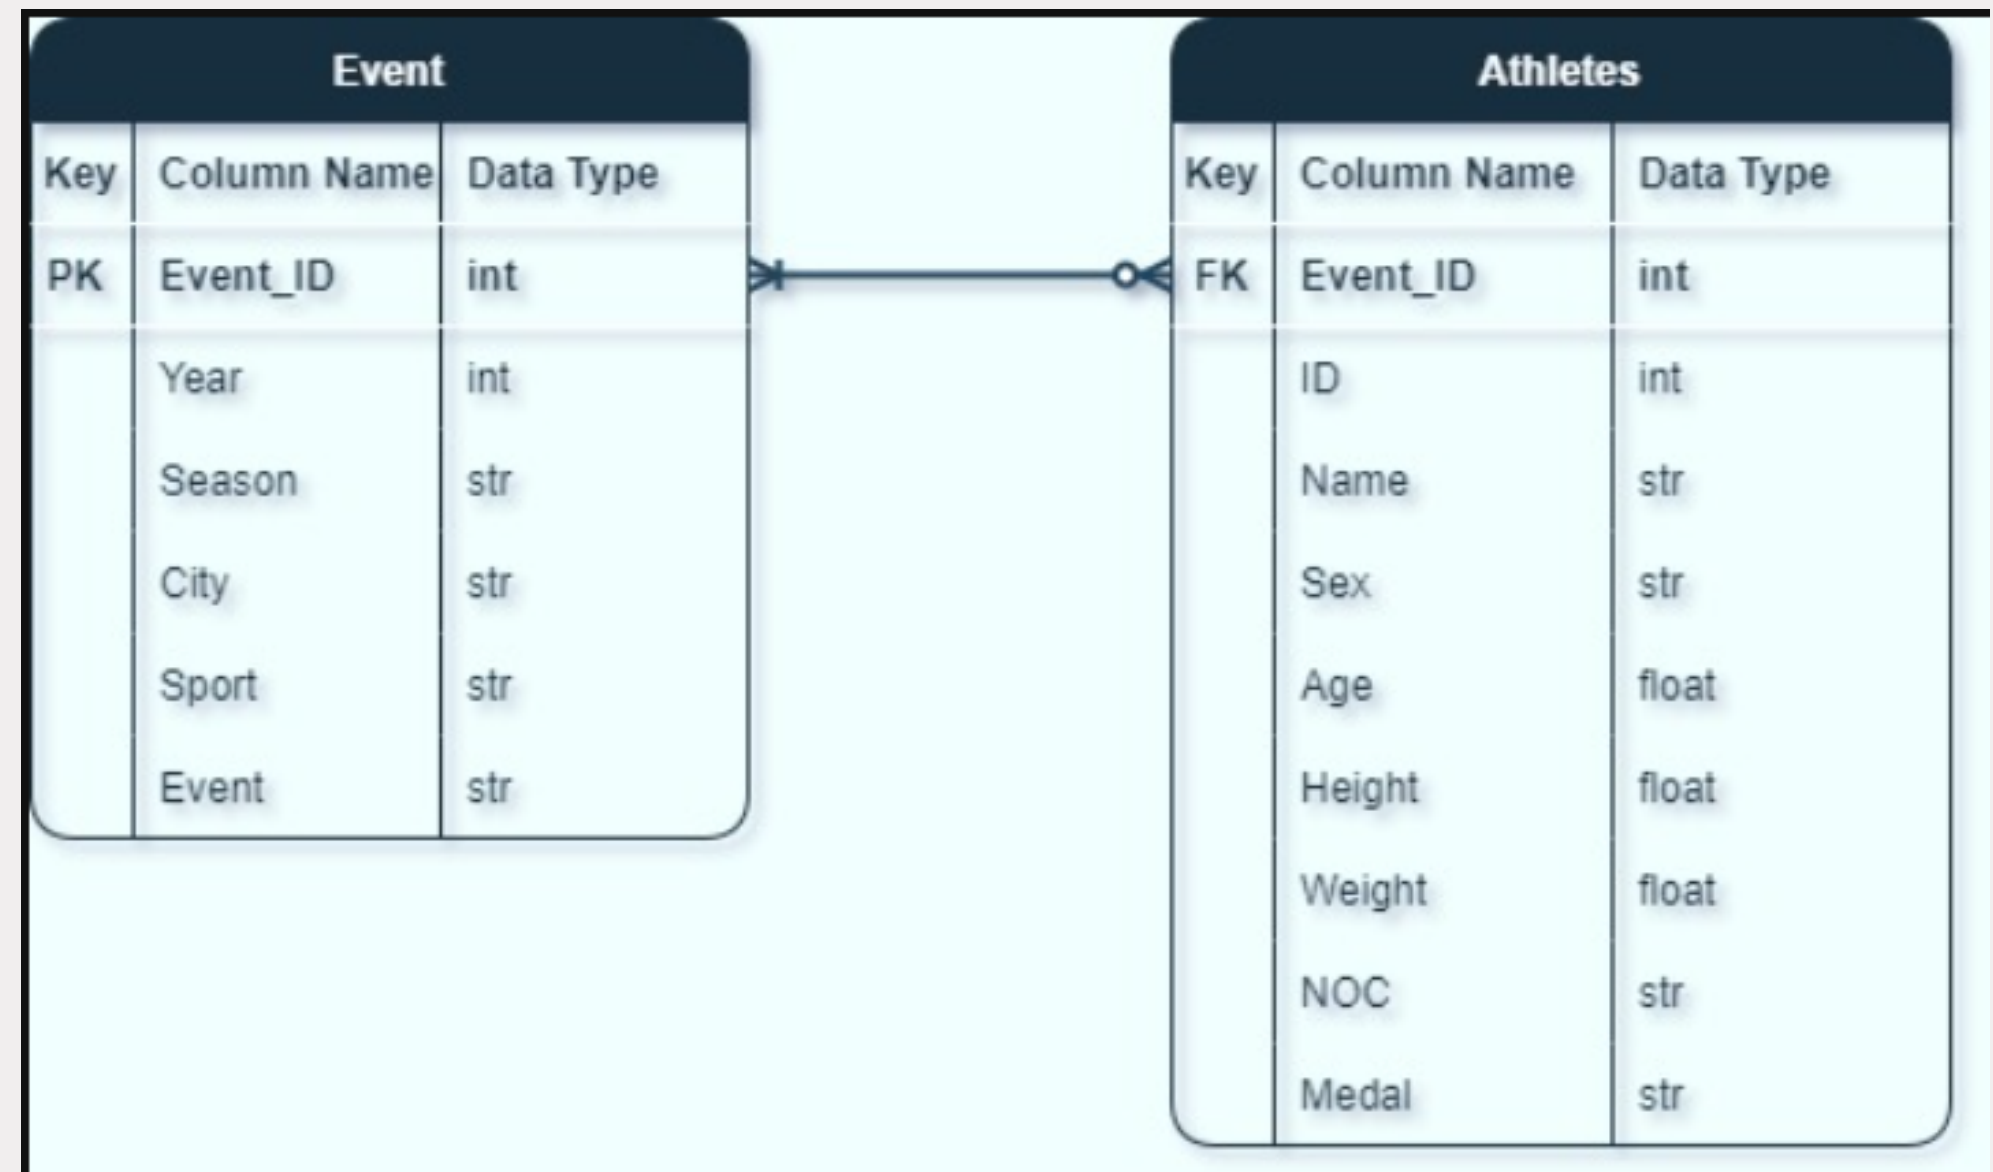 Event
Key Column Name Data Type
PK Event_ID int
Year int
Season str
City str
Sport str
Event str
Athletes
Key Column Name Data Type
FK Event_ID int
ID int
Name str
Sex str
Age float
Height float
Weight float
NOC str
Medal str